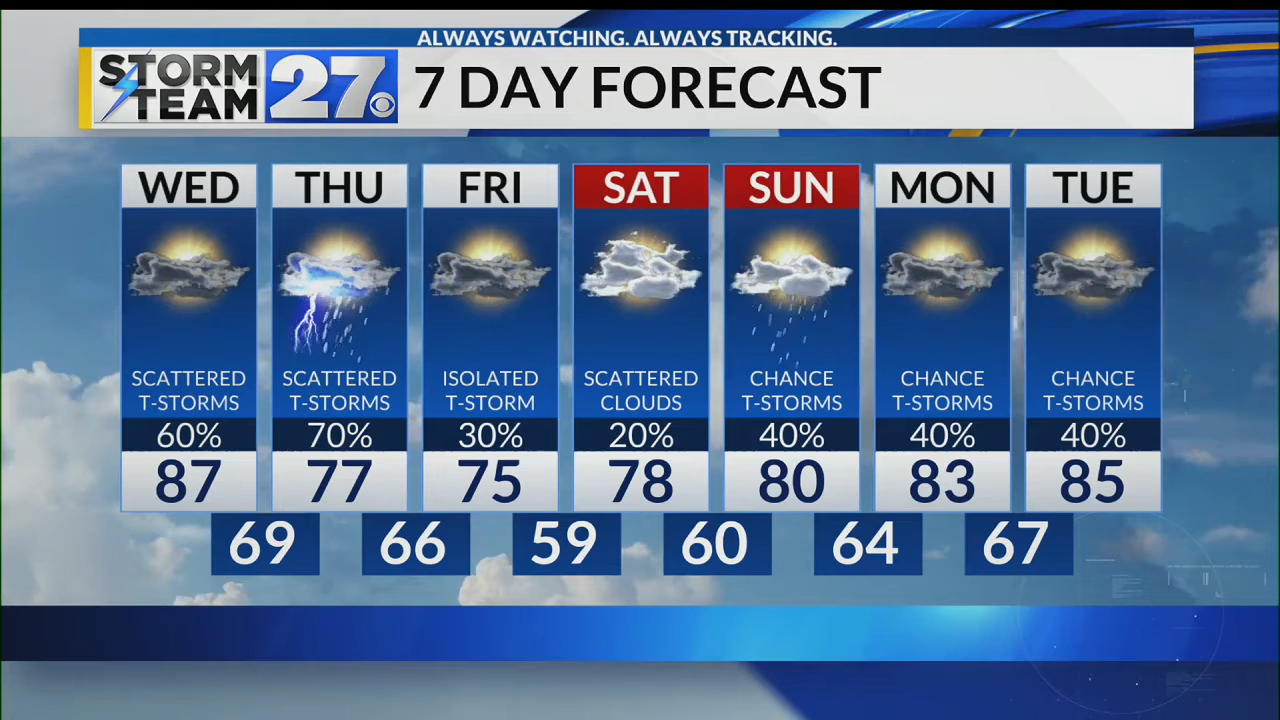 ALWAYS WATCHING. ALWAYS TRACKING.
STORM
TEAM
27
7 DAY FORECAST
WED THU FRI SAT SUN MON TUE
SCATTERED SCATTERED ISOLATED SCATTERED CHANCE CHANCE CHANCE
T-STORMS T-STORMS T-STORM CLOUDS T-STORMS T-STORMS T-STORMS
60% 70% 30% 20% 40% 40% 40%
87 77 75 78 80 83 85
69 66 59 60 64 67